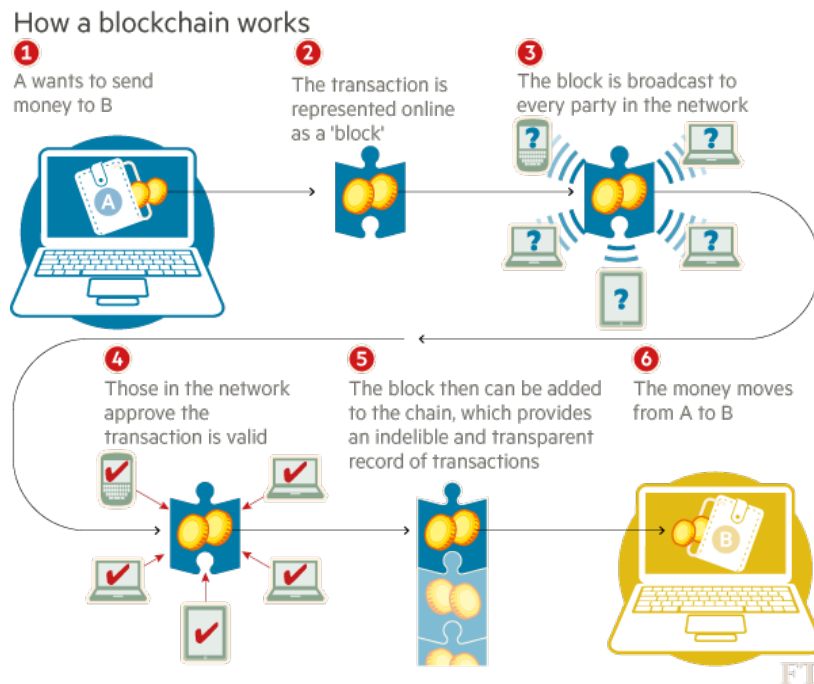 How a blockchain works
1
A wants to send
money to B
2
The transaction is
represented online
as a 'block'
3
The block is broadcast to
every party in the network
A
?
?
?
?
?
4
Those in the network
approve the
transaction is valid
5
The block then can be added
to the chain, which provides
an indelible and transparent
record of transactions
6
The money moves
from A to B
B
FT